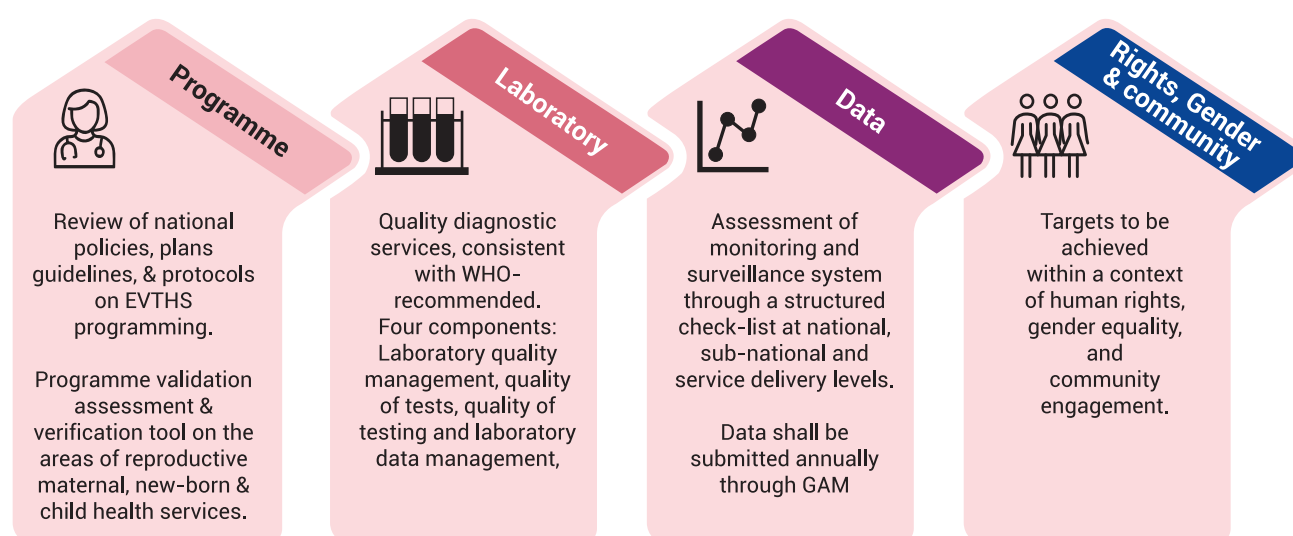 Programme
Review of national
policies, plans
guidelines, & protocols
on EVTHS
programming.
Programme validation
assessment &
verification tool on the
areas of reproductive
maternal, new-born &
child health services.
Laboratory
Quality diagnostic
services, consistent
with WHO-
recommended.
Four components:
Laboratory quality
management, quality
of tests, quality of
testing and laboratory
data management,
Data
Assessment of
monitoring and
surveillance system
through a structured
check-list at national,
sub-national and
service delivery levels.
Data shall be
submitted annually
through GAM
Rights, Gender
& community
Targets to be
achieved
within a context
of human rights,
gender equality,
and
community
engagement.